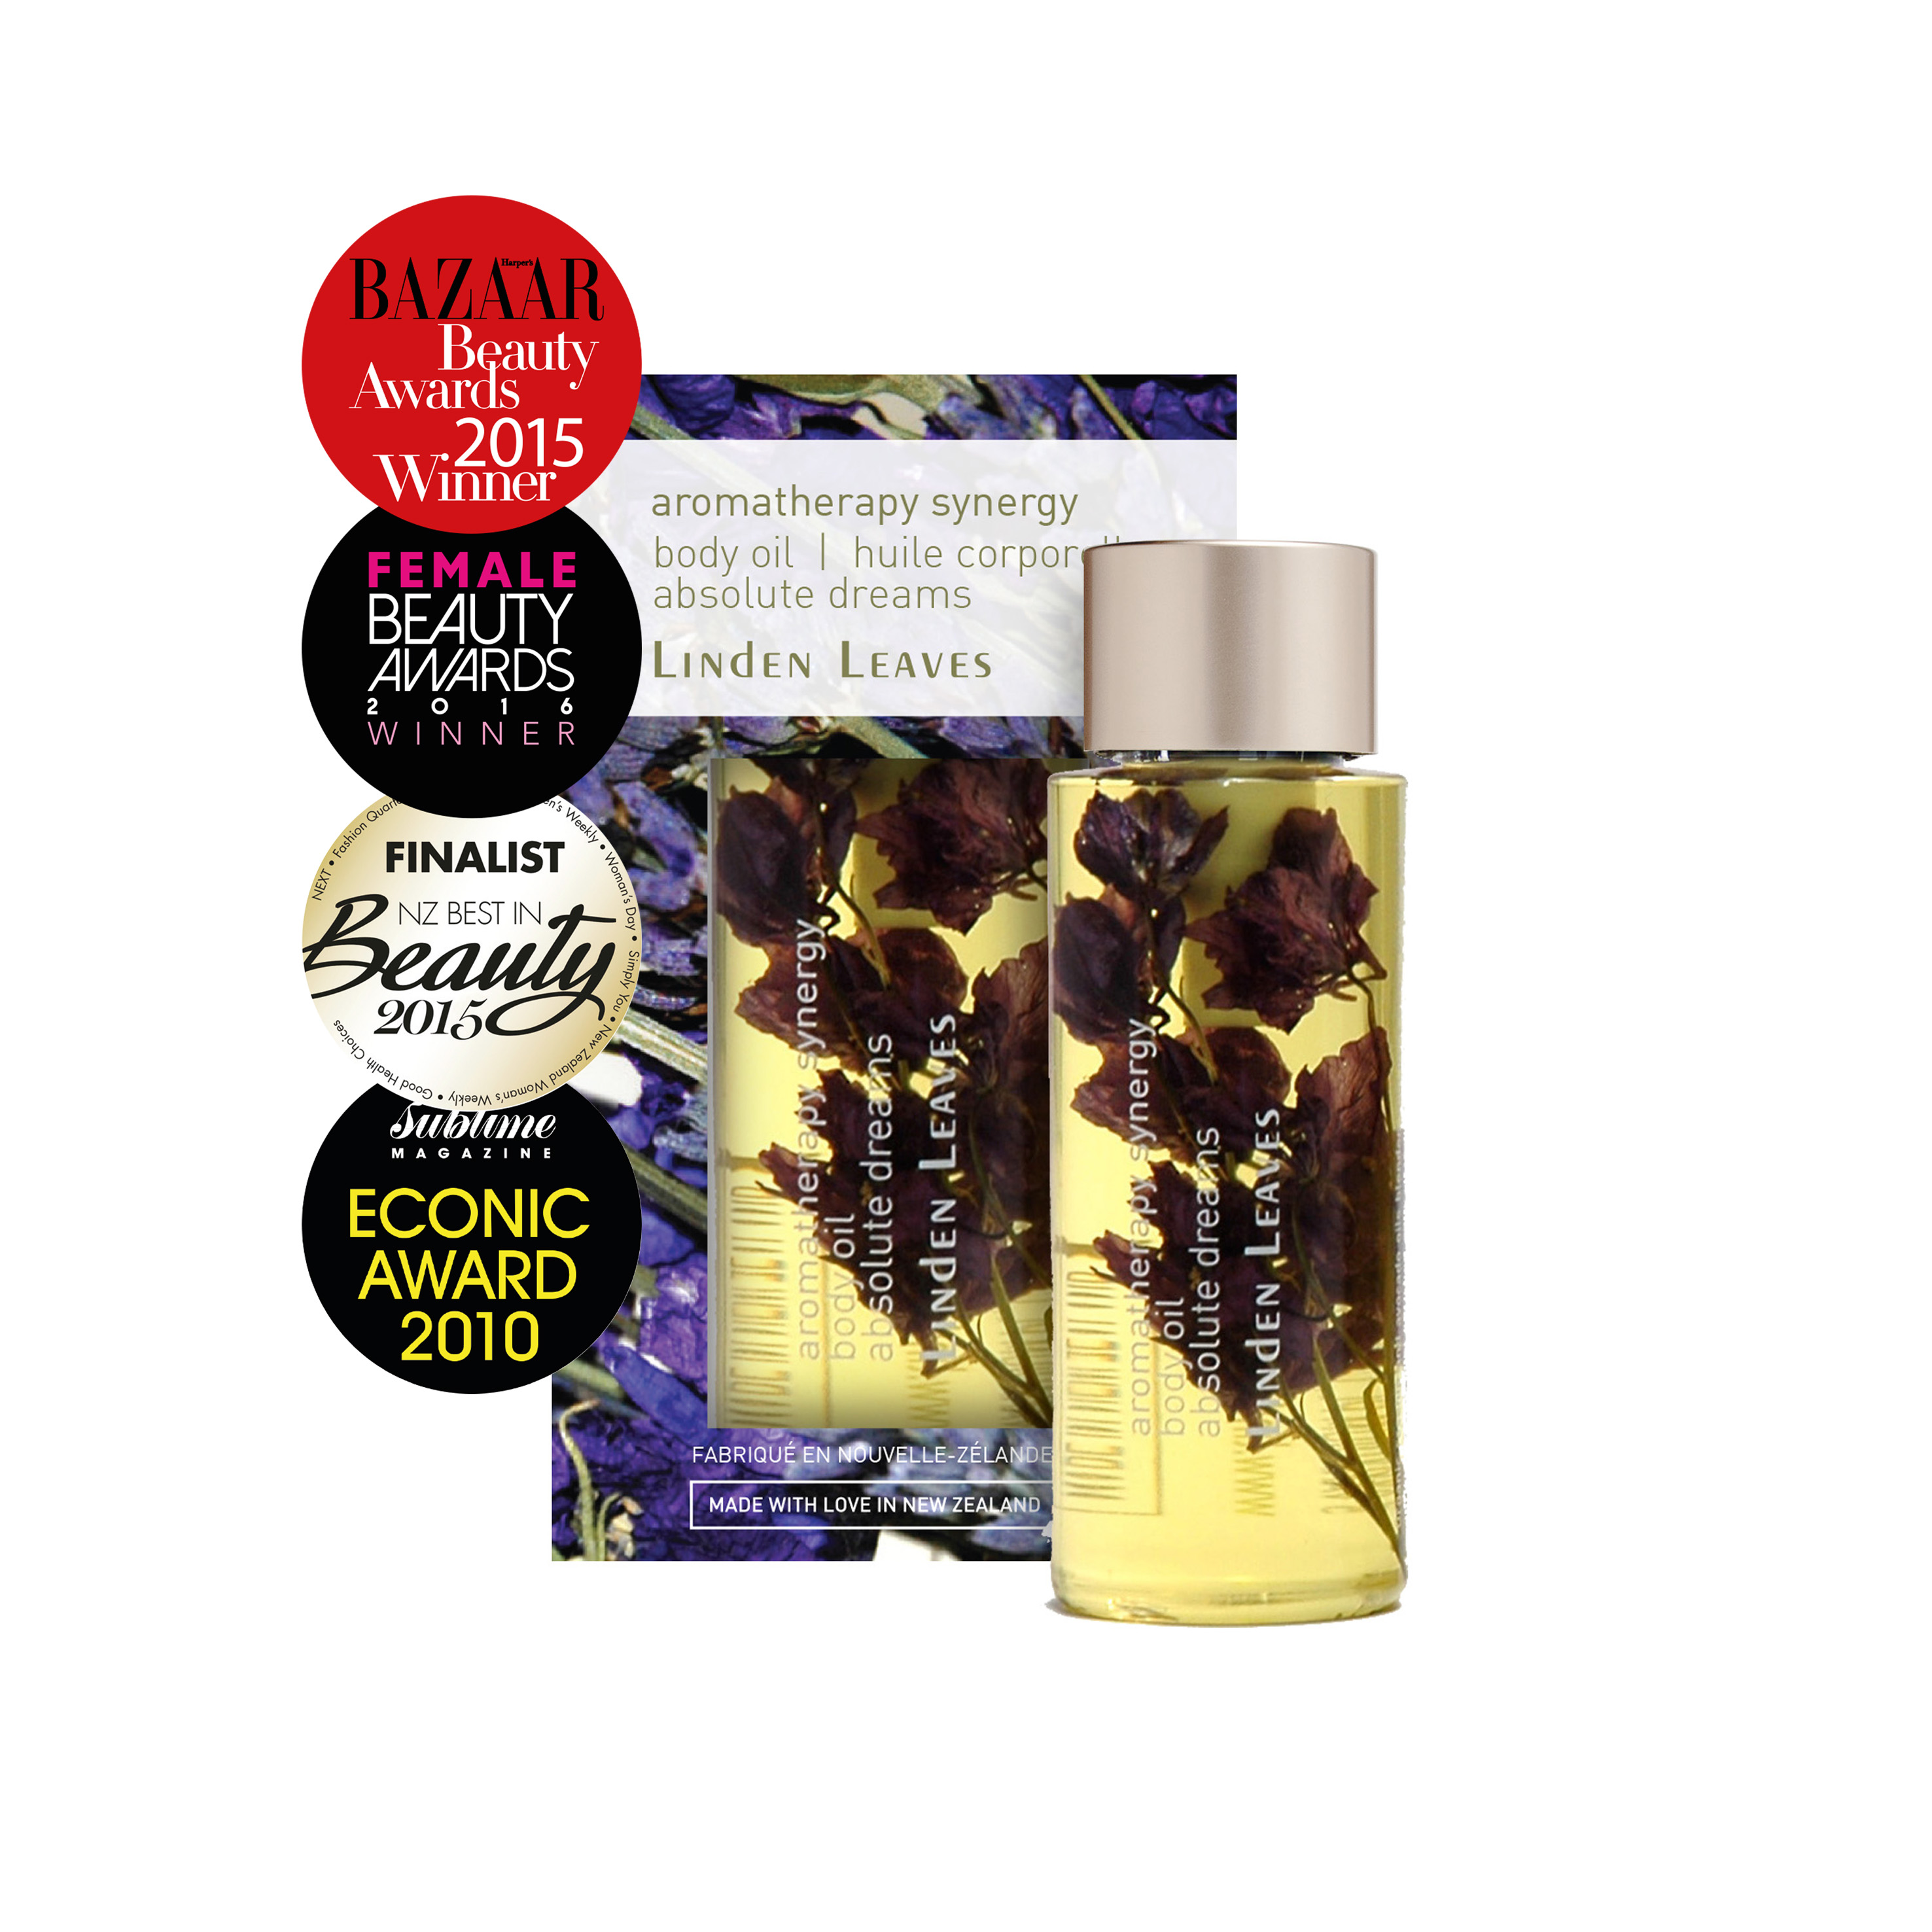 Harper's
BAZAAR
Beauty
Awards
2015
Winner
FEMALE
BEAUTY
AWARDS
2016
WINNER
FINALIST
NZ BEST IN
Beauty
2015
NEXT • Fashion
Weekly • Woman's Day • Simply You • New Zealand Woman's Weekly • Good Health Choices
Sublime
MAGAZINE
ECONIC
AWARD
2010
aromatherapy synergy
body oil | huile
absolute dreams
LINDEN LEAVES
aromatherapy synergy
body oil
absolute dreams
LINDEN LEAVES
FABRIQUÉ EN NOUVELLE-ZÉLANDE
MADE WITH LOVE IN NEW ZEALAND
aromatherapy synergy
body oil
absolute dreams
LINDEN LEAVES